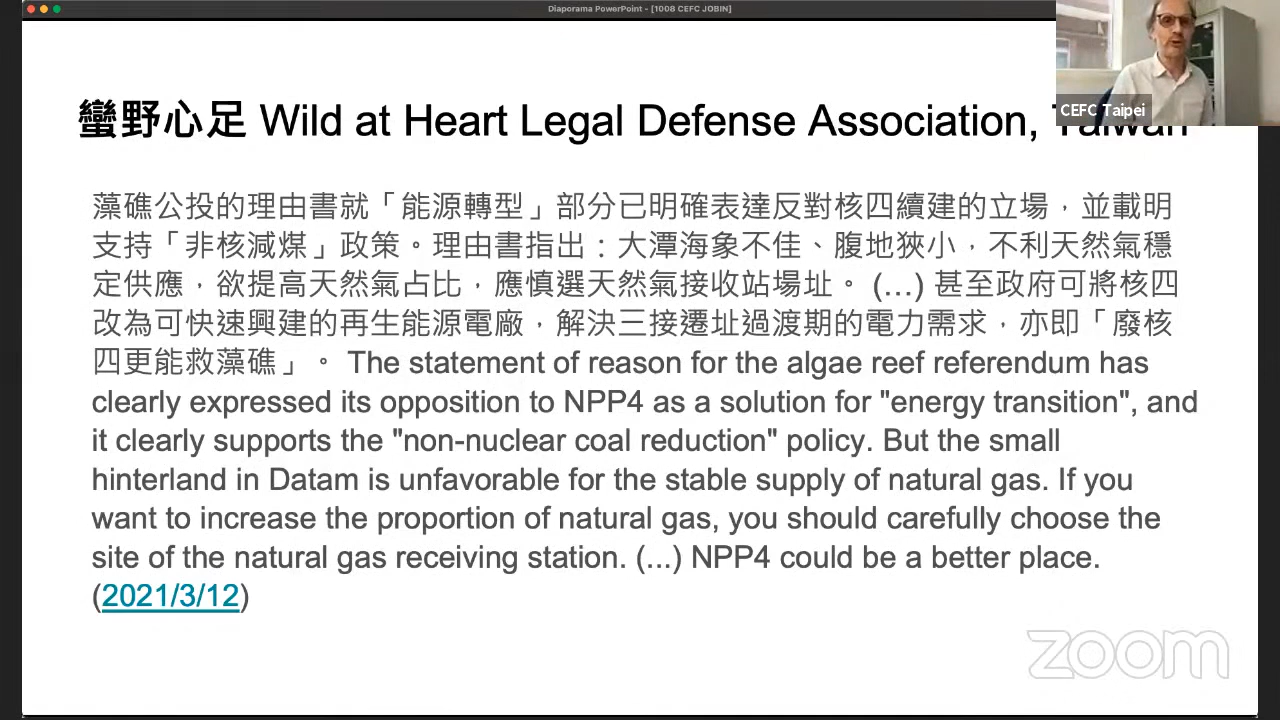 Diaporama PowerPoint - [1008 CEFC JOBIN]
CEFC Taipei
蠻野心足 Wild at Heart Legal Defense Association, Taiwan
藻礁公投的理由書就「能源轉型」部分已明確表達反對核四續建的立場，並載明
支持「非核減煤」政策。理由書指出：大潭海象不佳、腹地狹小，不利天然氣穩
定供應，欲提高天然氣占比，應慎選天然氣接收站場址。 (…) 甚至政府可將核四
改為可快速興建的再生能源電廠，解決三接遷址過渡期的電力需求，亦即「廢核
四更能救藻礁」。 The statement of reason for the algae reef referendum has
clearly expressed its opposition to NPP4 as a solution for "energy transition", and
it clearly supports the "non-nuclear coal reduction" policy. But the small
hinterland in Datam is unfavorable for the stable supply of natural gas. If you
want to increase the proportion of natural gas, you should carefully choose the
site of the natural gas receiving station. (...) NPP4 could be a better place.
(2021/3/12)
zoom